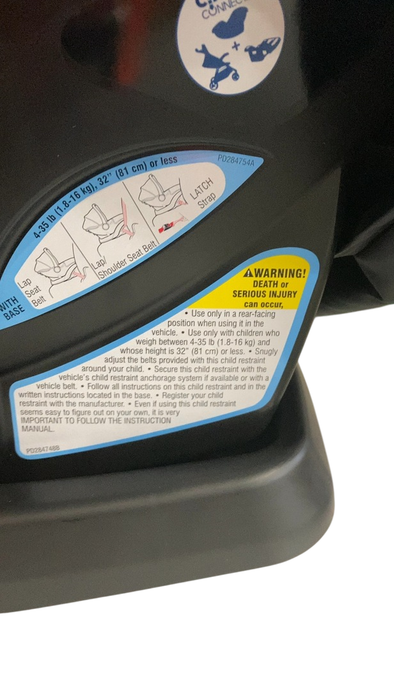 CONNECT
4-35 lb (1.8-16 kg), 32" (81 cm) or less
PD284754A
WITH
BASE
Lap
Seat
Belt
Lap/
Shoulder Seat Belt
LATCH
Strap
⚠WARNING!
DEATH or
SERIOUS INJURY
can occur,
• Use only in a rear-facing
position when using it in the
vehicle. • Use only with children who
weigh between 4-35 lb (1.8-16 kg) and
whose height is 32" (81 cm) or less. • Snugly
adjust the belts provided with this child restraint
around your child. • Secure this child restraint with the
vehicle's child restraint anchorage system if available or with a
vehicle belt. • Follow all instructions on this child restraint and in the
written instructions located in the base. • Register your child
restraint with the manufacturer. • Even if using this child restraint
seems easy to figure out on your own, it is very
IMPORTANT TO FOLLOW THE INSTRUCTION
MANUAL.